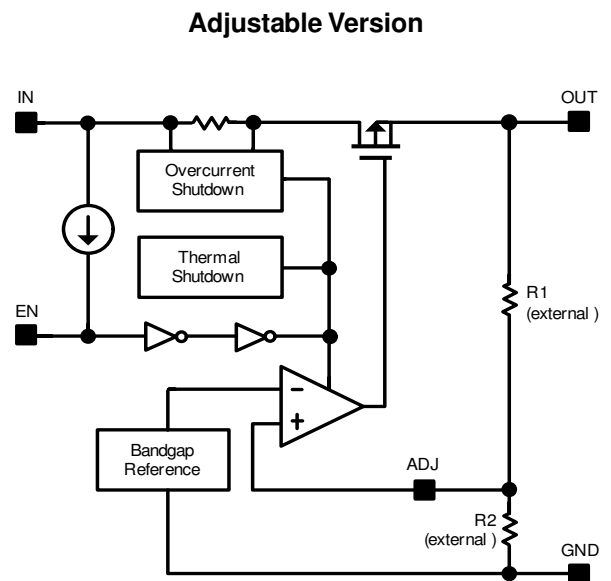 Adjustable Version
IN
OUT
Overcurrent
Shutdown
Thermal
Shutdown
EN
R1
(external )
−
+
Bandgap
Reference
ADJ
R2
(external )
GND